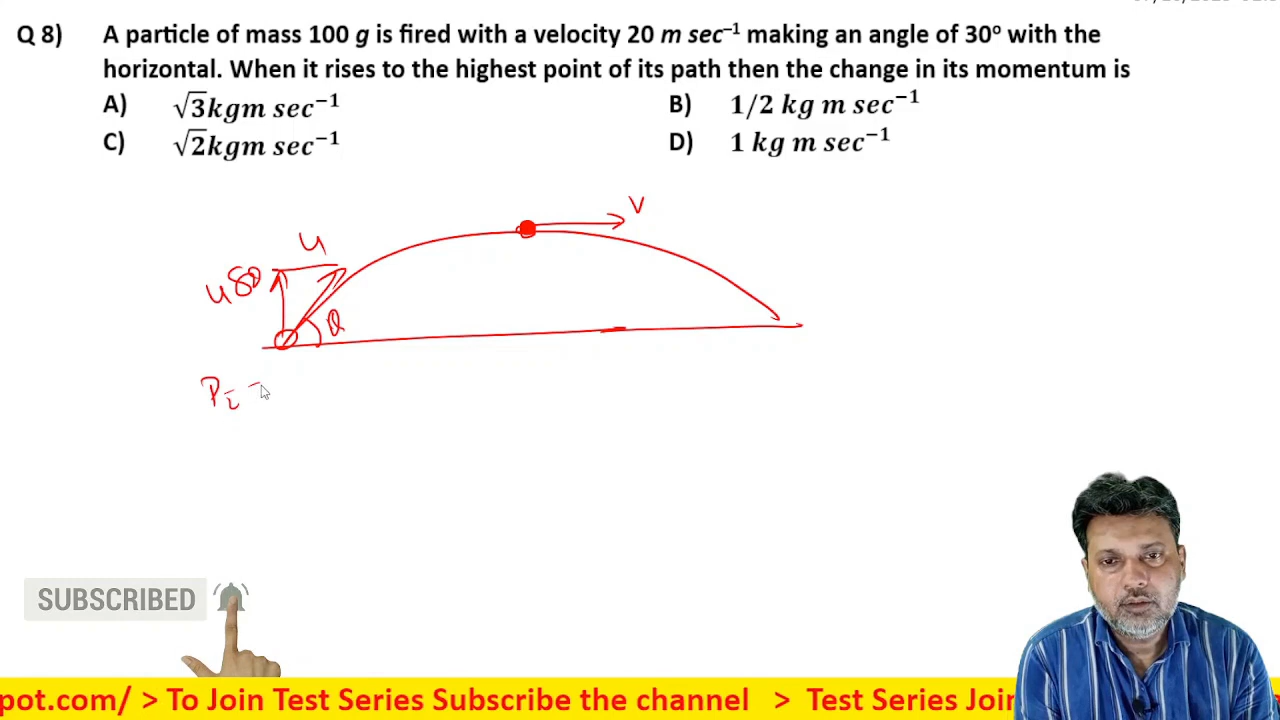 Q 8) A particle of mass 100 g is fired with a velocity 20 m sec⁻¹ making an angle of 30° with the
horizontal. When it rises to the highest point of its path then the change in its momentum is
A) √3kgm sec⁻¹ B) 1/2 kg m sec⁻¹
C) √2kgm sec⁻¹ D) 1 kg m sec⁻¹
v
u
θ
Pᵢ =
SUBSCRIBED
pot.com/ > To Join Test Series Subscribe the channel > Test Series Join